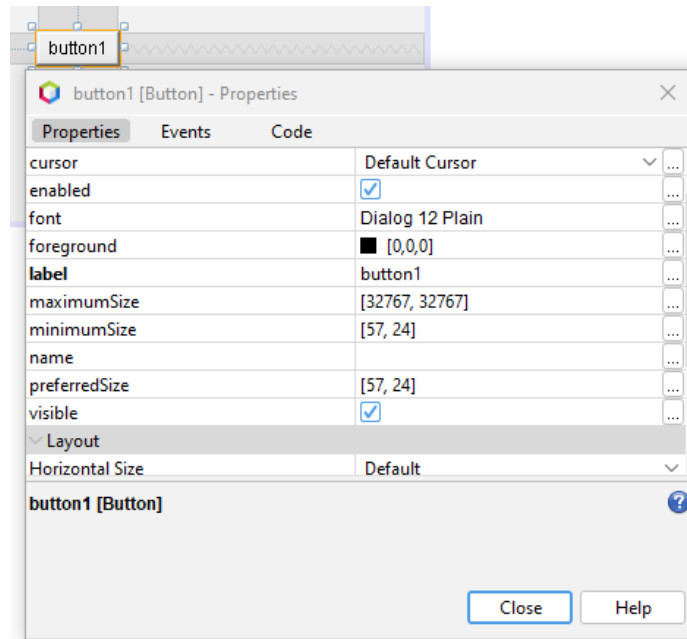 button1
button1 [Button] - Properties
Properties Events Code
cursor Default Cursor ...
enabled ...
font Dialog 12 Plain ...
foreground [0,0,0] ...
label button1 ...
maximumSize [32767, 32767] ...
minimumSize [57, 24] ...
name ...
preferredSize [57, 24] ...
visible ...
Layout
Horizontal Size Default
button1 [Button] ?
Close Help